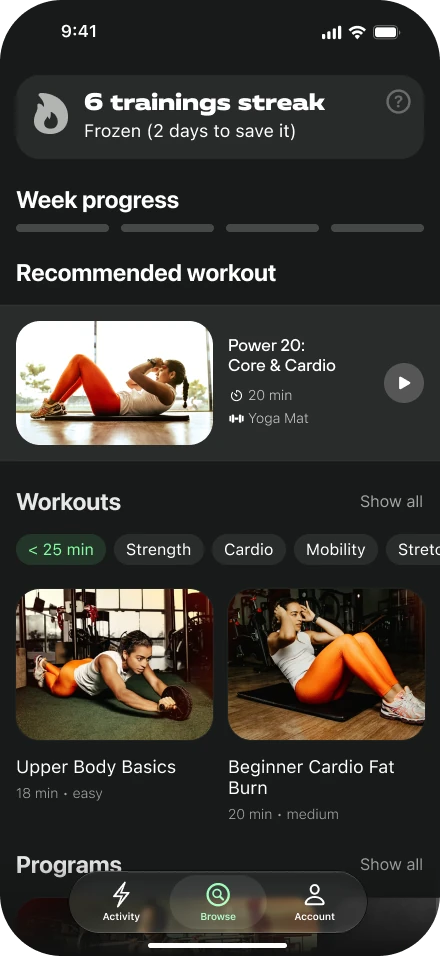 9:41
6 trainings streak
Frozen (2 days to save it)
?
Week progress
Recommended workout
Power 20:
Core & Cardio
20 min
Yoga Mat
Workouts
Show all
< 25 min
Strength
Cardio
Mobility
Stretc
Upper Body Basics
18 min • easy
Beginner Cardio Fat
Burn
20 min • medium
Programs
Show all
Activity
Browse
Account